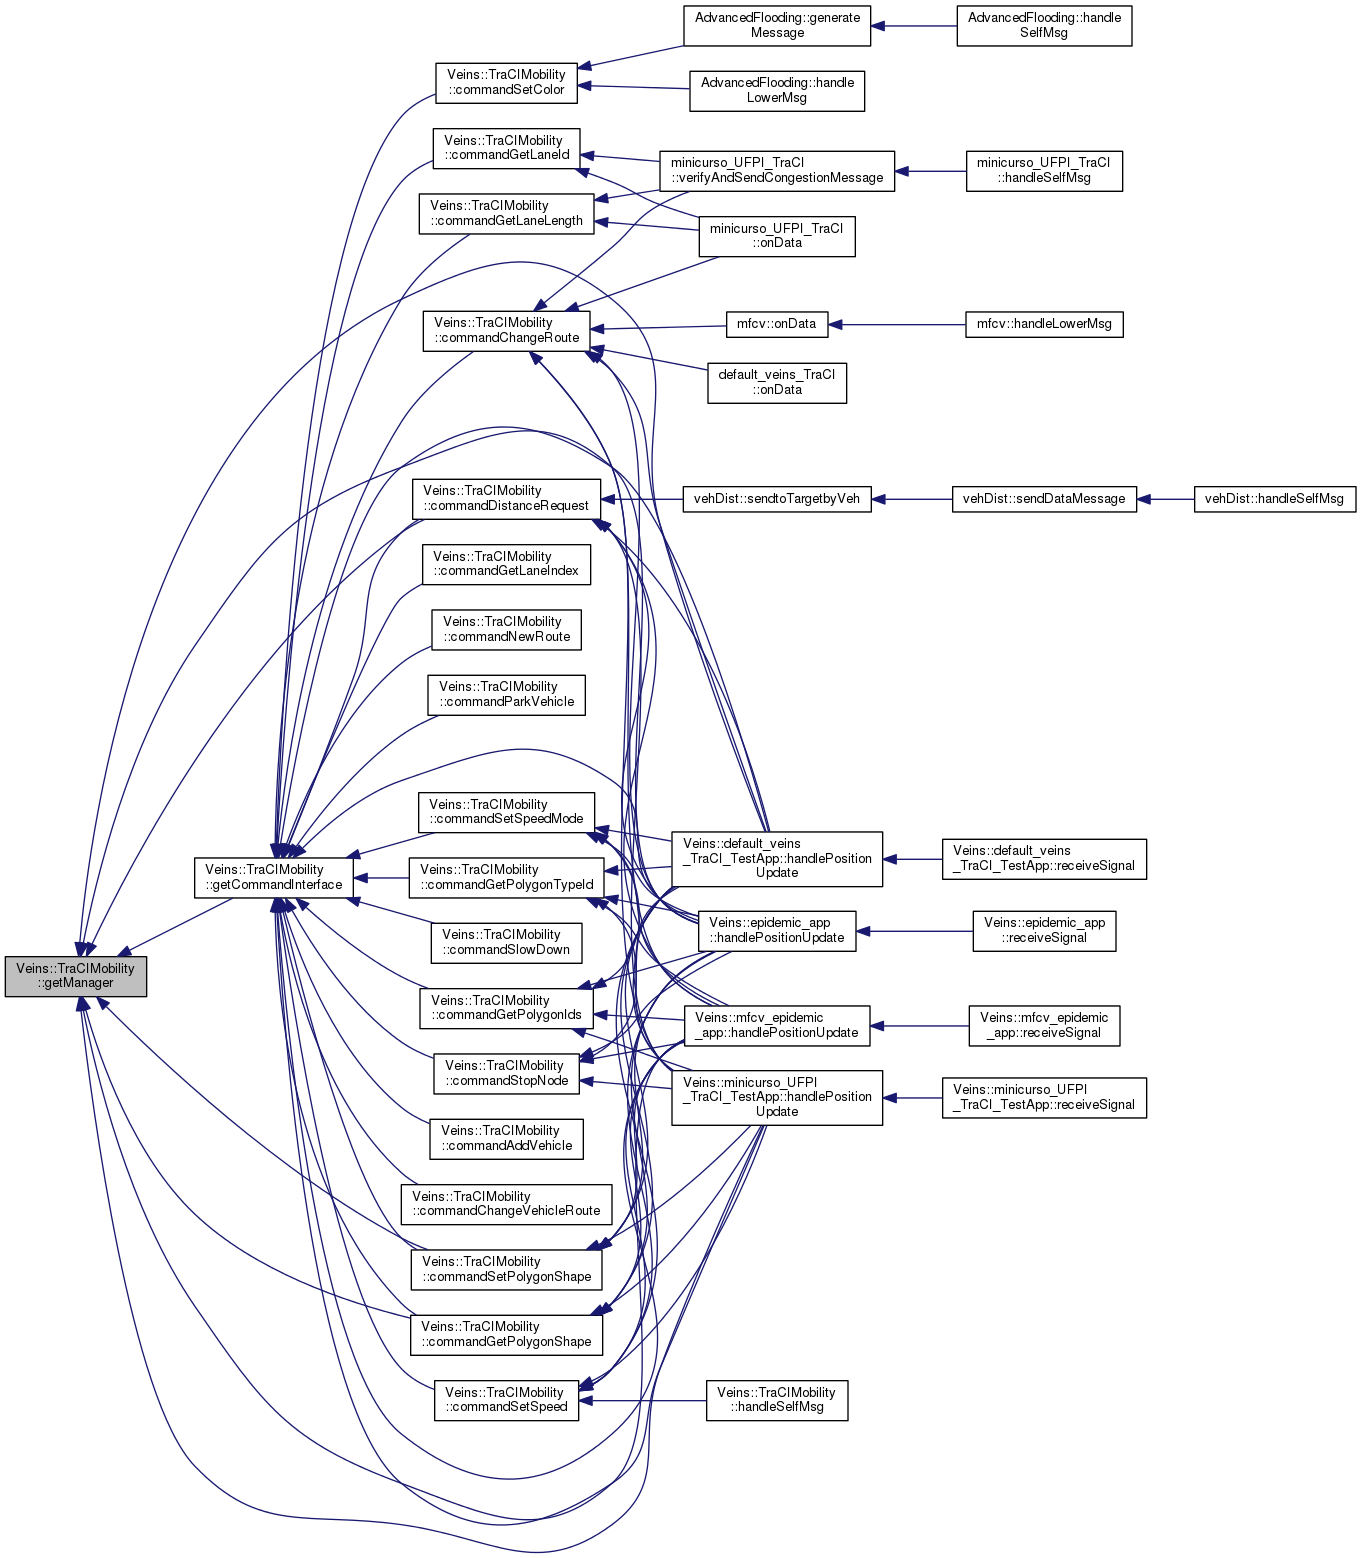 AdvancedFlooding::generate
Message
AdvancedFlooding::handle
SelfMsg
Veins::TraCIMobility
::commandSetColor
AdvancedFlooding::handle
LowerMsg
Veins::TraCIMobility
::commandGetLaneId
minicurso_UFPI_TraCI
::verifyAndSendCongestionMessage
minicurso_UFPI_TraCI
::handleSelfMsg
Veins::TraCIMobility
::commandGetLaneLength
minicurso_UFPI_TraCI
::onData
Veins::TraCIMobility
::commandChangeRoute
mfcv::onData
mfcv::handleLowerMsg
default_veins_TraCI
::onData
Veins::TraCIMobility
::commandDistanceRequest
vehDist::sendtoTargetbyVeh
vehDist::sendDataMessage
vehDist::handleSelfMsg
Veins::TraCIMobility
::commandGetLaneIndex
Veins::TraCIMobility
::commandNewRoute
Veins::TraCIMobility
::commandParkVehicle
Veins::TraCIMobility
::commandSetSpeedMode
Veins::default_veins
_TraCI_TestApp::handlePosition
Update
Veins::default_veins
_TraCI_TestApp::receiveSignal
Veins::TraCIMobility
::getCommandInterface
Veins::TraCIMobility
::commandGetPolygonTypeId
Veins::TraCIMobility
::commandSlowDown
Veins::epidemic_app
::handlePositionUpdate
Veins::epidemic_app
::receiveSignal
Veins::TraCIMobility
::getManager
Veins::TraCIMobility
::commandGetPolygonIds
Veins::mfcv_epidemic
_app::handlePositionUpdate
Veins::mfcv_epidemic
_app::receiveSignal
Veins::TraCIMobility
::commandStopNode
Veins::minicurso_UFPI
_TraCI_TestApp::handlePosition
Update
Veins::minicurso_UFPI
_TraCI_TestApp::receiveSignal
Veins::TraCIMobility
::commandAddVehicle
Veins::TraCIMobility
::commandChangeVehicleRoute
Veins::TraCIMobility
::commandSetPolygonShape
Veins::TraCIMobility
::commandGetPolygonShape
Veins::TraCIMobility
::commandSetSpeed
Veins::TraCIMobility
::handleSelfMsg